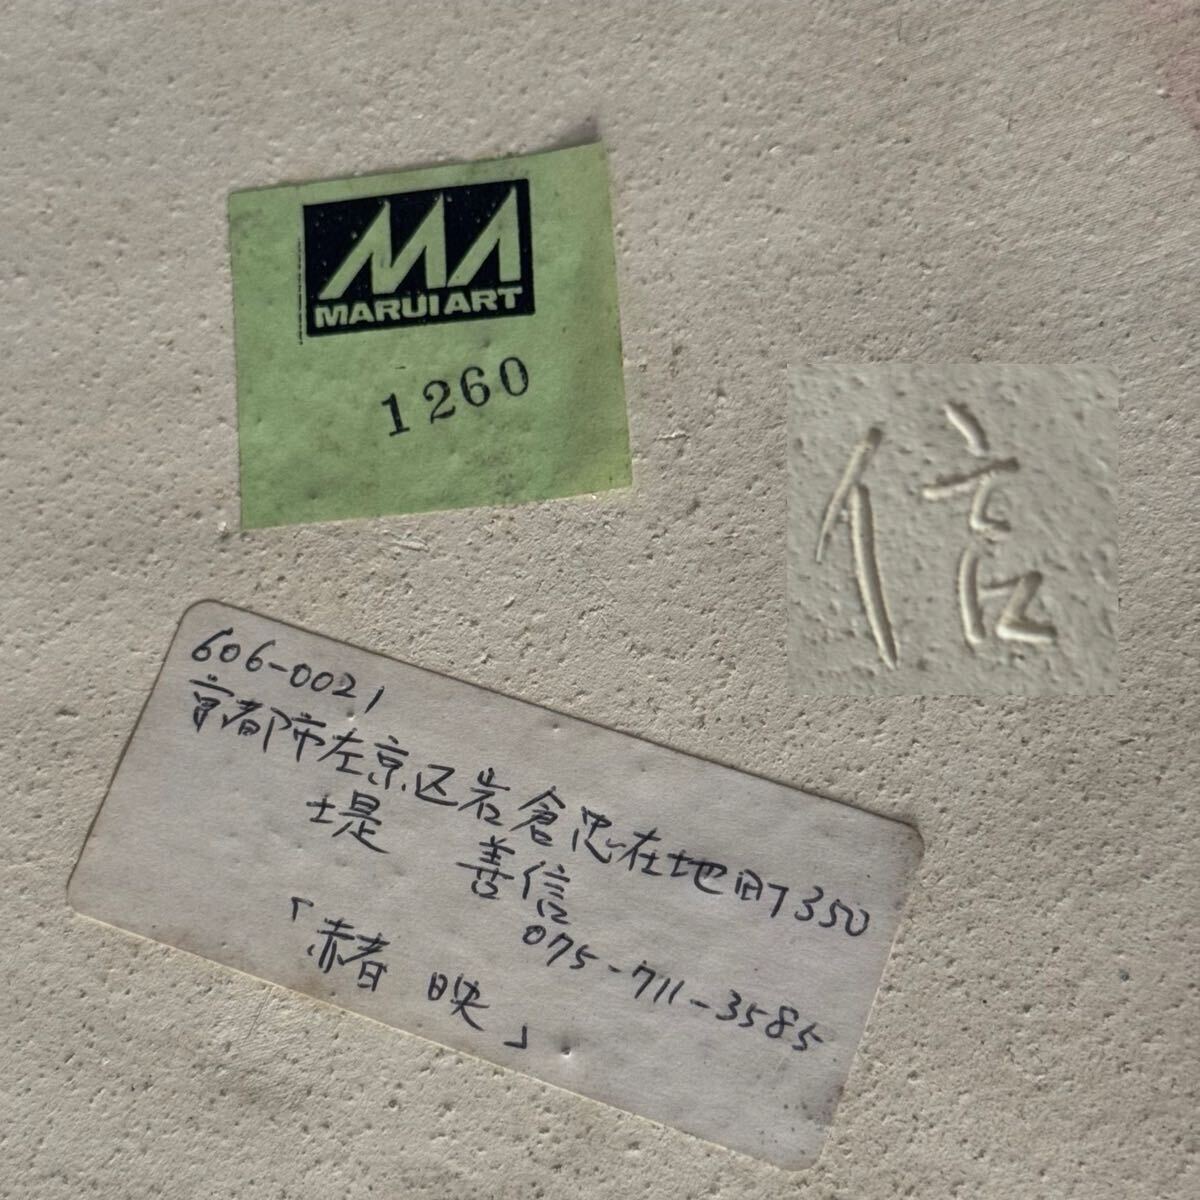 MARUI ART
1260
信
606-0021
京都市左京区岩倉忠在地町350
堤 善信
075-711-3585
「赭 映」